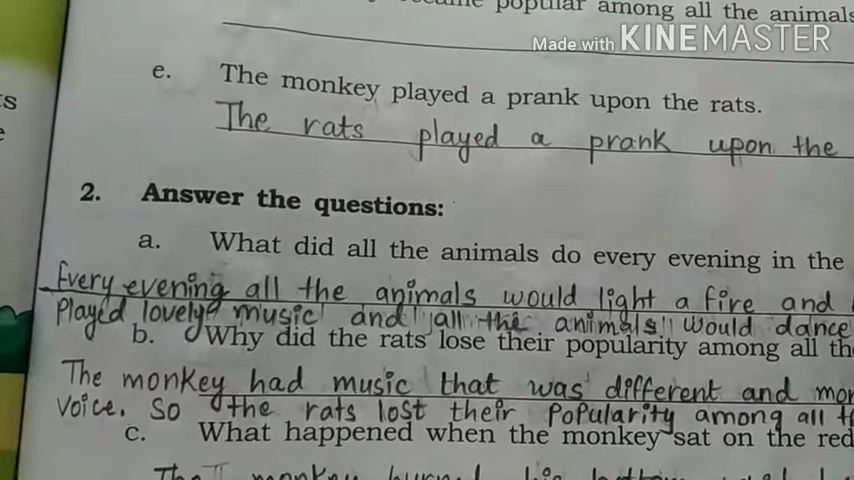 popular among all the animals
Made with KINEMASTER
e. The monkey played a prank upon the rats.
The rats played a prank upon the
2. Answer the questions:
a. What did all the animals do every evening in the
Every evening all the animals would light a fire and
Played lovely music and all the animals would dance
b. Why did the rats lose their popularity among all
The monkey had music that was different and
voice. So the rats lost their Popularity among all
c. What happened when the monkey sat on the red
The monkey burned his bottom